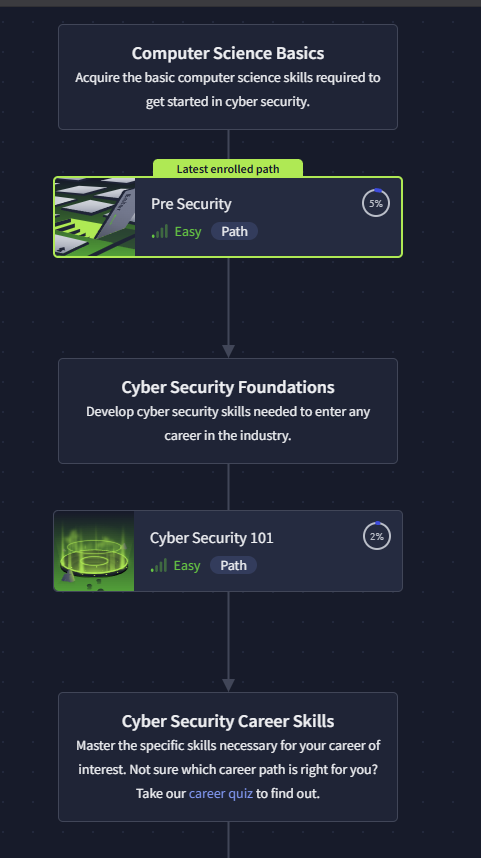 Computer Science Basics
Acquire the basic computer science skills required to
get started in cyber security.
Latest enrolled path
Pre Security
5%
Easy
Path
Cyber Security Foundations
Develop cyber security skills needed to enter any
career in the industry.
Cyber Security 101
2%
Easy
Path
Cyber Security Career Skills
Master the specific skills necessary for your career of
interest. Not sure which career path is right for you?
Take our career quiz to find out.